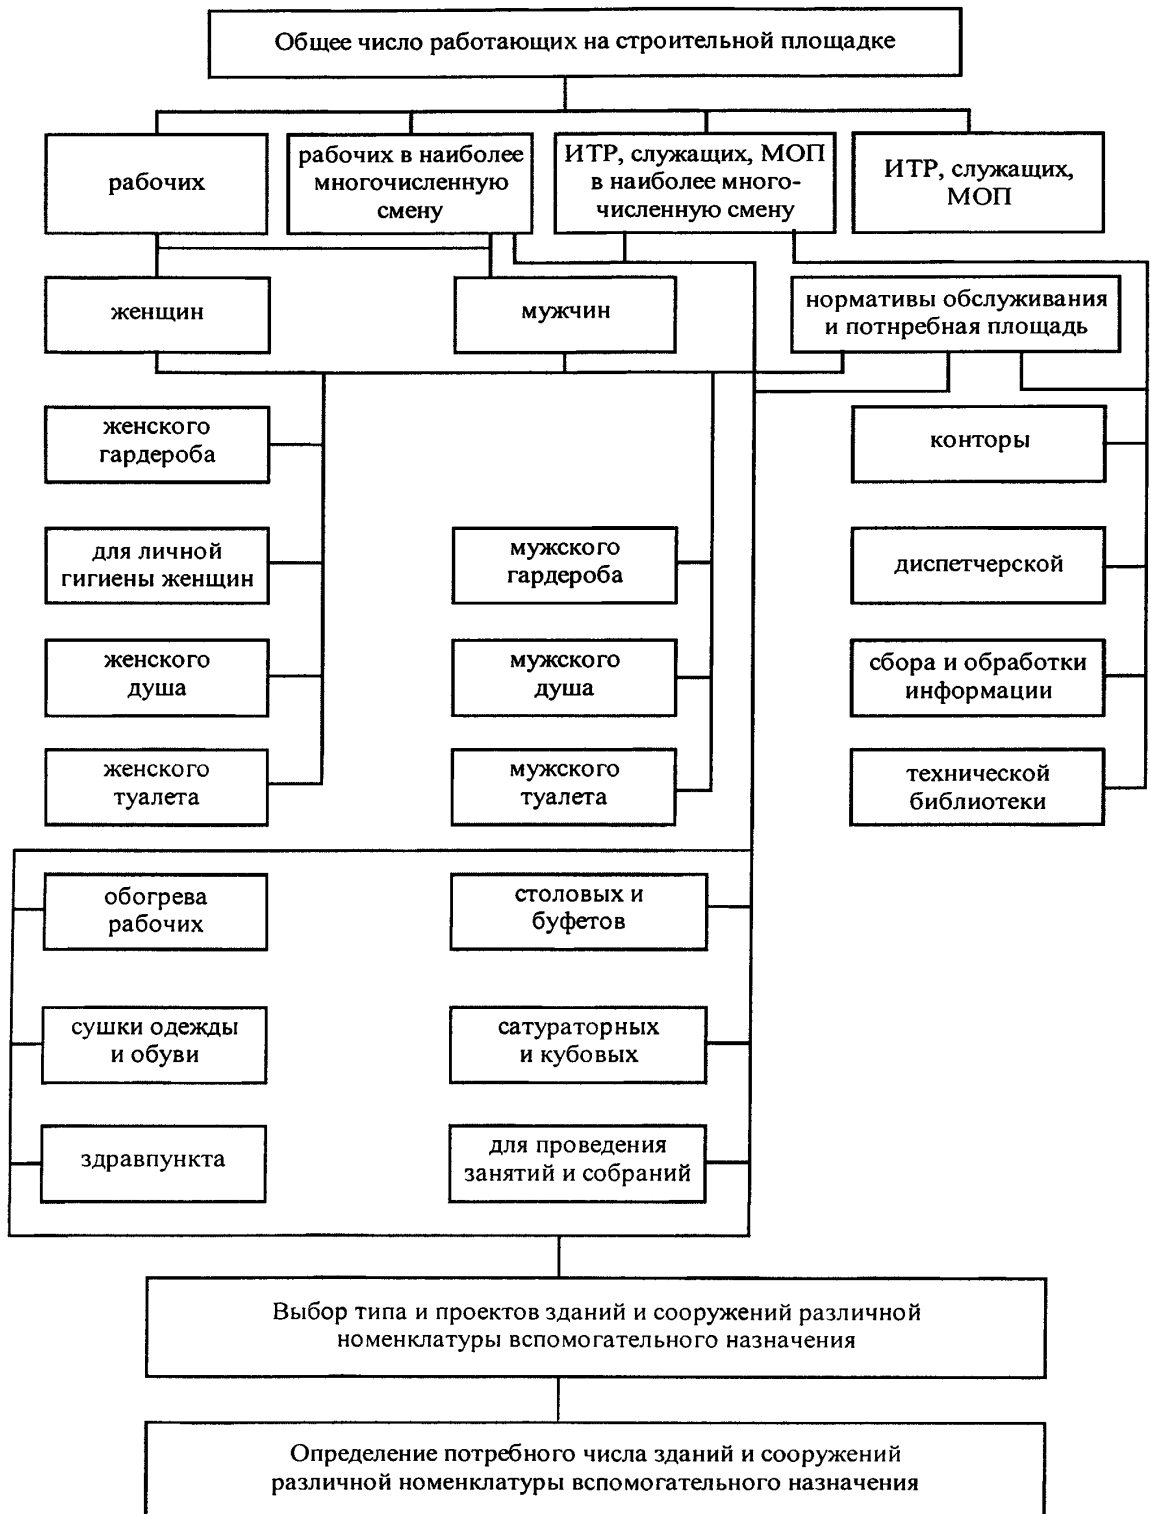 Общее число работающих на строительной площадке
рабочих
рабочих в наиболее
многочисленную
смену
ИТР, служащих, МОП
в наиболее много-
численную смену
ИТР, служащих,
МОП
женщин
мужчин
нормативы обслуживания
и потнребная площадь
женского
гардероба
конторы
для личной
гигиены женщин
мужского
гардероба
диспетчерской
женского
душа
мужского
душа
сбора и обработки
информации
женского
туалета
мужского
туалета
технической
библиотеки
обогрева
рабочих
столовых и
буфетов
сушки одежды
и обуви
сатураторных
и кубовых
здравпункта
для проведения
занятий и собраний
Выбор типа и проектов зданий и сооружений различной
номенклатуры вспомогательного назначения
Определение потребного числа зданий и сооружений
различной номенклатуры вспомогательного назначения